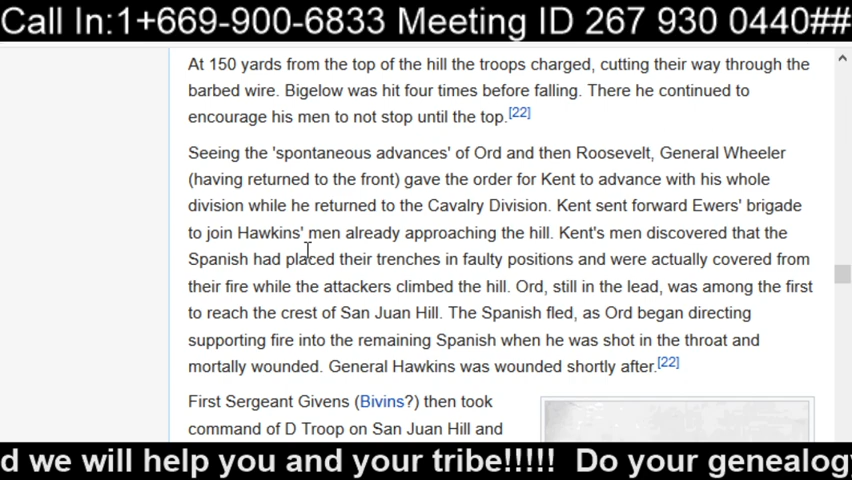 Call In:1+669-900-6833 Meeting ID 267 930 0440##
At 150 yards from the top of the hill the troops charged, cutting their way through the
barbed wire. Bigelow was hit four times before falling. There he continued to
encourage his men to not stop until the top.[22]
Seeing the 'spontaneous advances' of Ord and then Roosevelt, General Wheeler
(having returned to the front) gave the order for Kent to advance with his whole
division while he returned to the Cavalry Division. Kent sent forward Ewers' brigade
to join Hawkins' men already approaching the hill. Kent's men discovered that the
Spanish had placed their trenches in faulty positions and were actually covered from
their fire while the attackers climbed the hill. Ord, still in the lead, was among the first
to reach the crest of San Juan Hill. The Spanish fled, as Ord began directing
supporting fire into the remaining Spanish when he was shot in the throat and
mortally wounded. General Hawkins was wounded shortly after.[22]
First Sergeant Givens (Bivins?) then took
command of D Troop on San Juan Hill and
d we will help you and your tribe!!!!! Do your genealogy